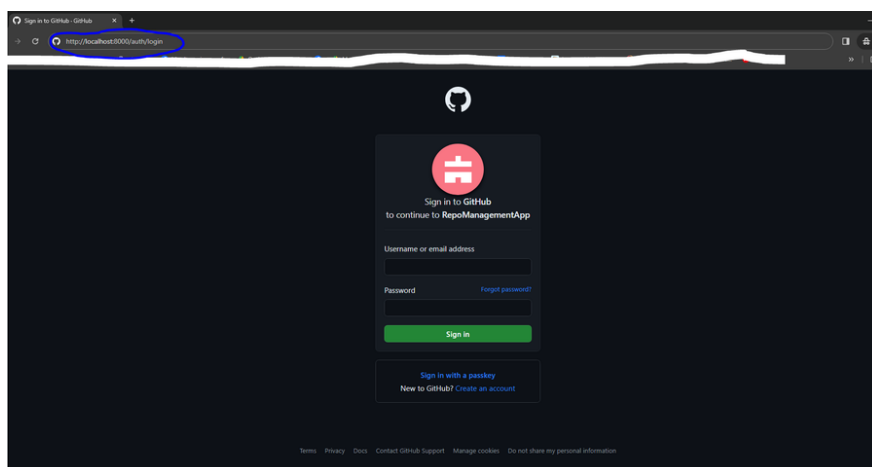 Sign in to GitHub · GitHub
http://localhost:8000/auth/login
Sign in to GitHub
to continue to RepoManagementApp
Username or email address
Password Forgot password?
Sign in
Sign in with a passkey
New to GitHub? Create an account
Terms Privacy Docs Contact GitHub Support Manage cookies Do not share my personal information